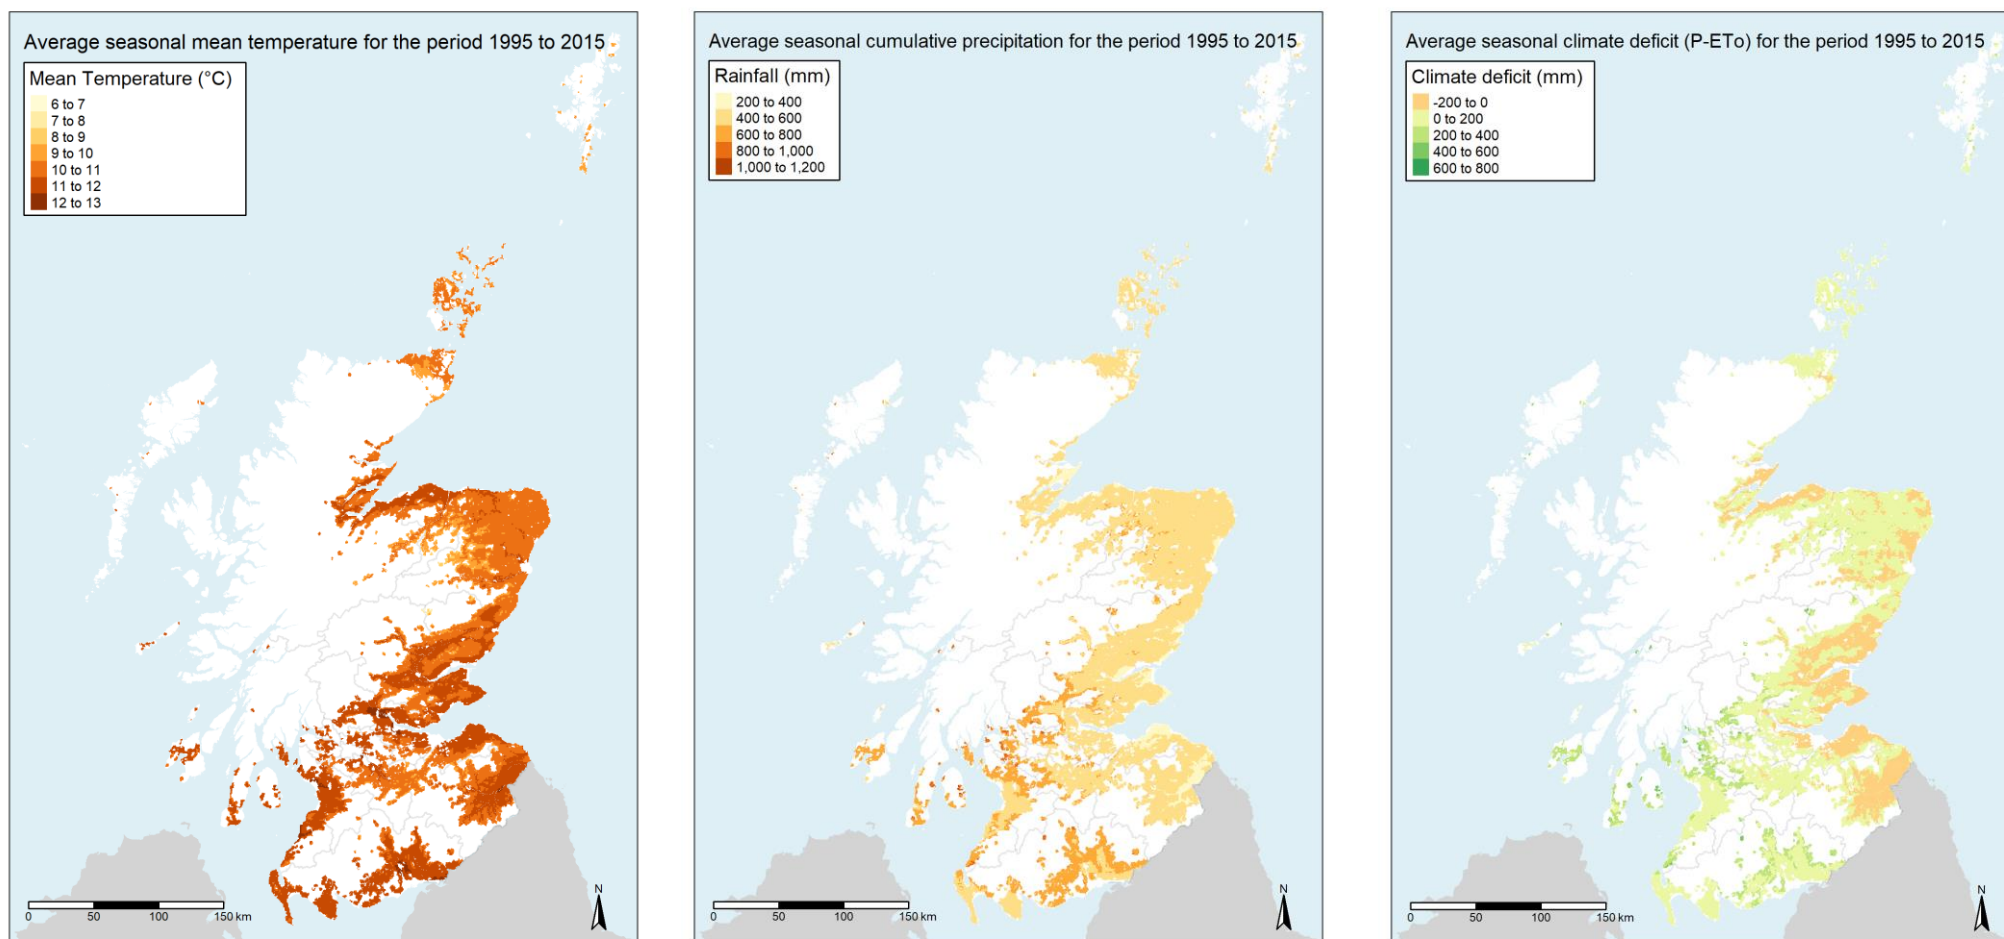 Average seasonal mean temperature for the period 1995 to 2015
Mean Temperature (°C)
6 to 7
7 to 8
8 to 9
9 to 10
10 to 11
11 to 12
12 to 13
0 50 100 150 km
N
Average seasonal cumulative precipitation for the period 1995 to 2015
Rainfall (mm)
200 to 400
400 to 600
600 to 800
800 to 1,000
1,000 to 1,200
0 50 100 150 km
N
Average seasonal climate deficit (P-ETo) for the period 1995 to 2015
Climate deficit (mm)
-200 to 0
0 to 200
200 to 400
400 to 600
600 to 800
0 50 100 150 km
N